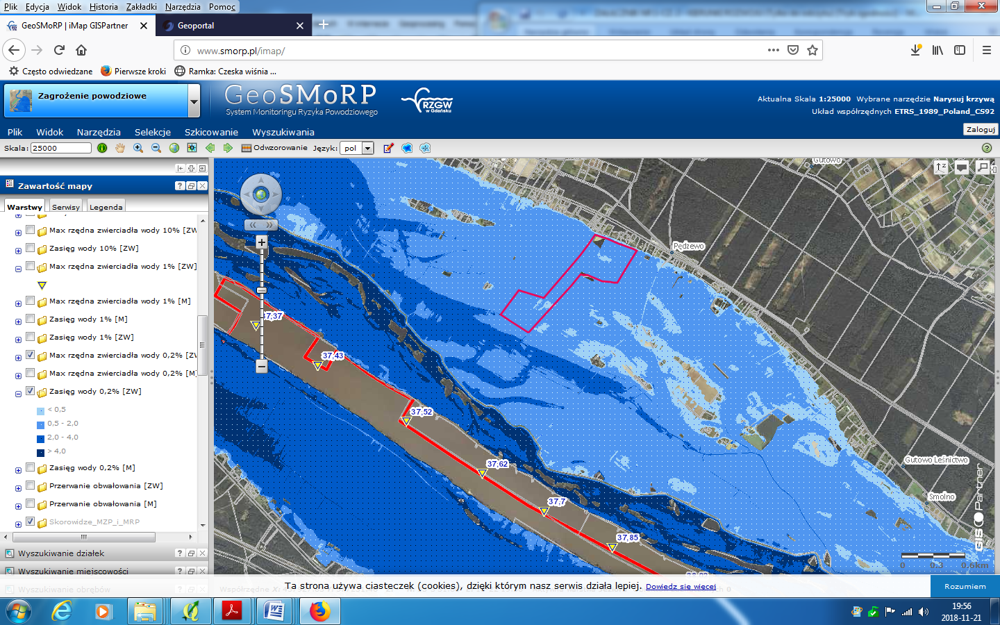 Plik Edycja Widok Historia Zakładki Narzędzia Pomoc
GeoSMoRP | iMap GISPartner
Geoportal
www.smorp.pl/imap/
Często odwiedzane Pierwsze kroki Ramka: Czeska wiśnia ...
Zagrożenie powodziowe
GeoSMoRP
System Monitoringu Ryzyka Powodziowego
RZGW
w Gdańsku
Aktualna Skala 1:25000 Wybrane narzędzie Narysuj krzywą
Układ współrzędnych ETRS_1989_Poland_CS92
Plik Widok Narzędzia Selekcje Szkicowanie Wyszukiwania
Zaloguj
Skala: 25000
Odwzorowanie Język: pol
Zawartość mapy
Warstwy Serwisy Legenda
Max rzędna zwierciadła wody 10% [ZW
Zasięg wody 10% [ZW]
Max rzędna zwierciadła wody 1% [ZW]
Max rzędna zwierciadła wody 1% [M]
Zasięg wody 1% [M]
Zasięg wody 1% [ZW]
Max rzędna zwierciadła wody 0,2% [ZW
Max rzędna zwierciadła wody 0,2% [M]
Zasięg wody 0,2% [ZW]
< 0,5
0,5 - 2,0
2,0 - 4,0
> 4,0
Zasięg wody 0,2% [M]
Przerwanie obwałowania [ZW]
Przerwanie obwałowania [M]
Skorowidze_MZP_i_MRP
Wyszukiwanie działek
Wyszukiwanie miejscowości
Wyszukiwanie obrębów
Gutowo
Pędzewo
37,37
37,43
37,52
37,62
37,7
37,85
Gutowo Leśnictwo
Smolno
GIS Partner
0 0.3 0.6km
Ta strona używa ciasteczek (cookies), dzięki którym nasz serwis działa lepiej. Dowiedz się więcej
Rozumiem
19:56
2018-11-21